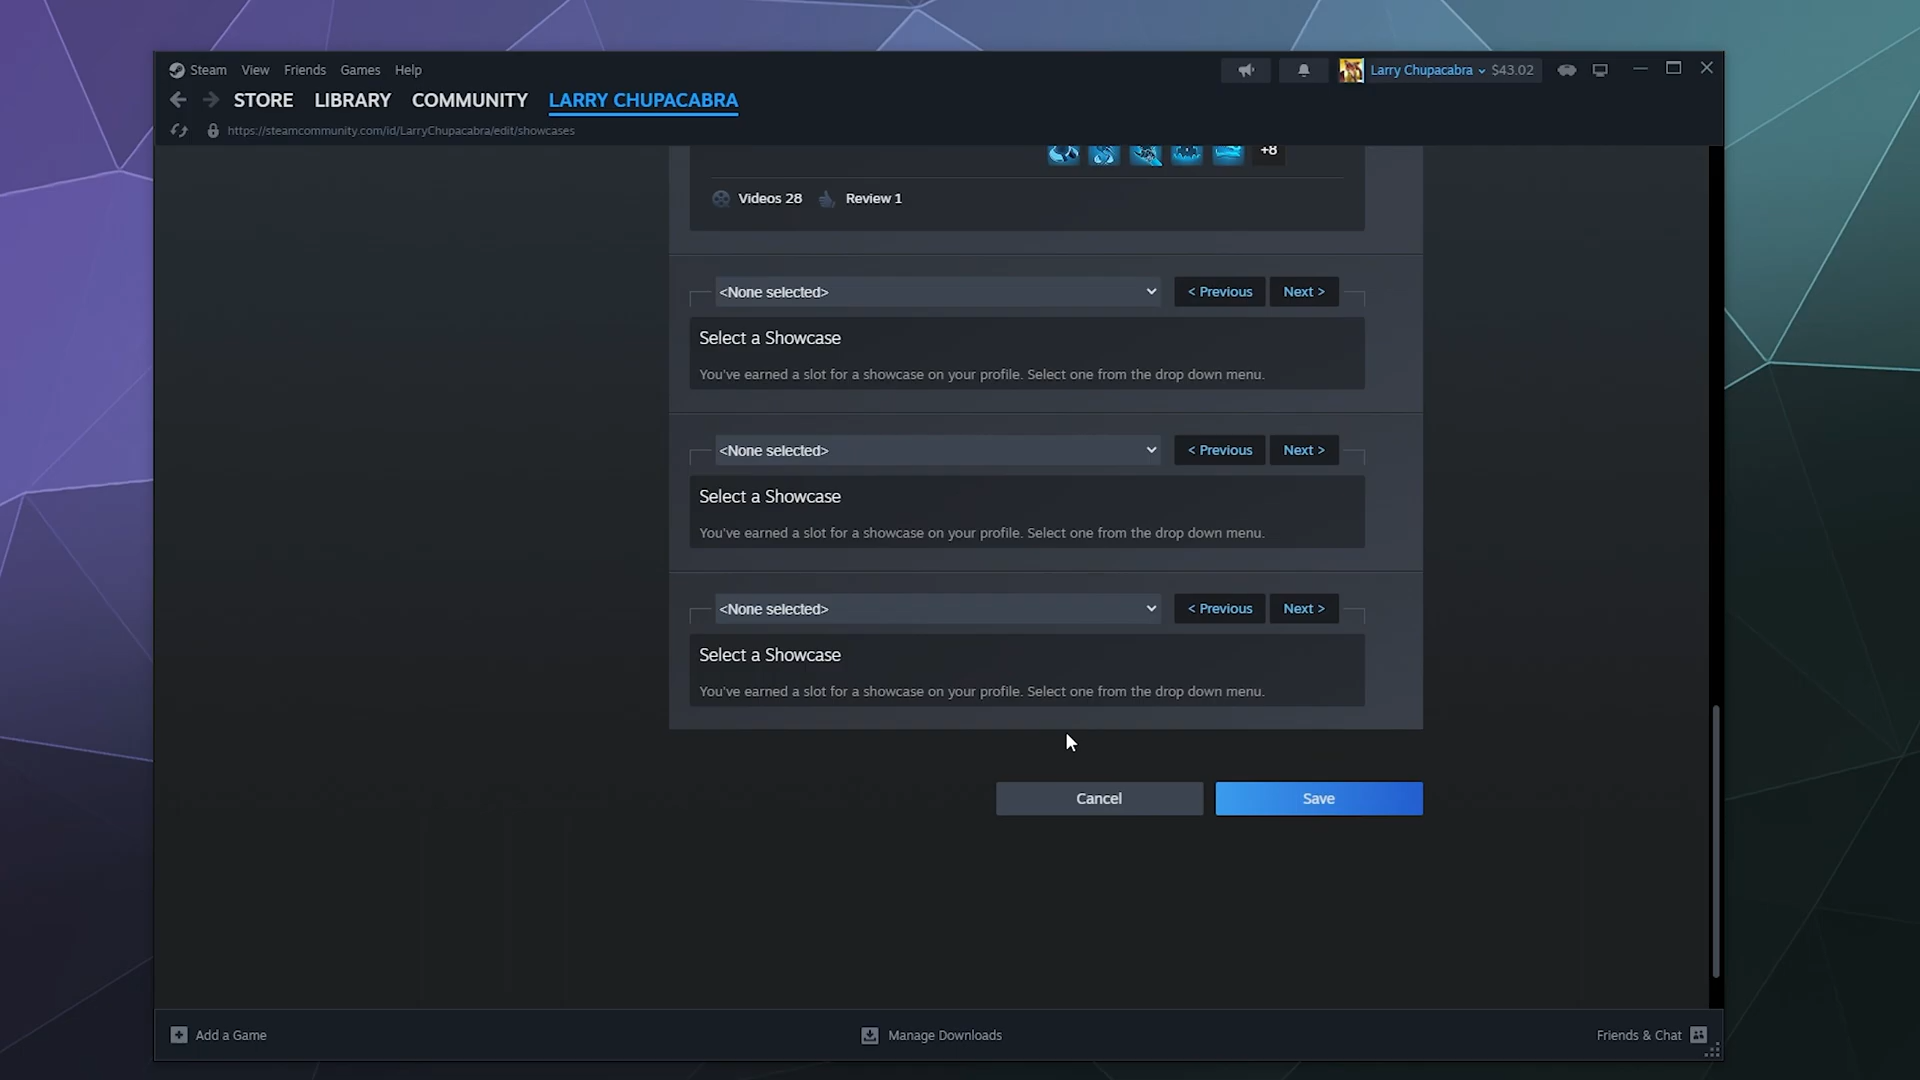 Steam View Friends Games Help
Larry Chupacabra $43.02
STORE LIBRARY COMMUNITY LARRY CHUPACABRA
https://steamcommunity.com/id/LarryChupacabra/edit/showcases
+8
Videos 28 Review 1
<None selected> < Previous Next >
Select a Showcase
You've earned a slot for a showcase on your profile. Select one from the drop down menu.
<None selected> < Previous Next >
Select a Showcase
You've earned a slot for a showcase on your profile. Select one from the drop down menu.
<None selected> < Previous Next >
Select a Showcase
You've earned a slot for a showcase on your profile. Select one from the drop down menu.
Cancel Save
Add a Game Manage Downloads Friends & Chat